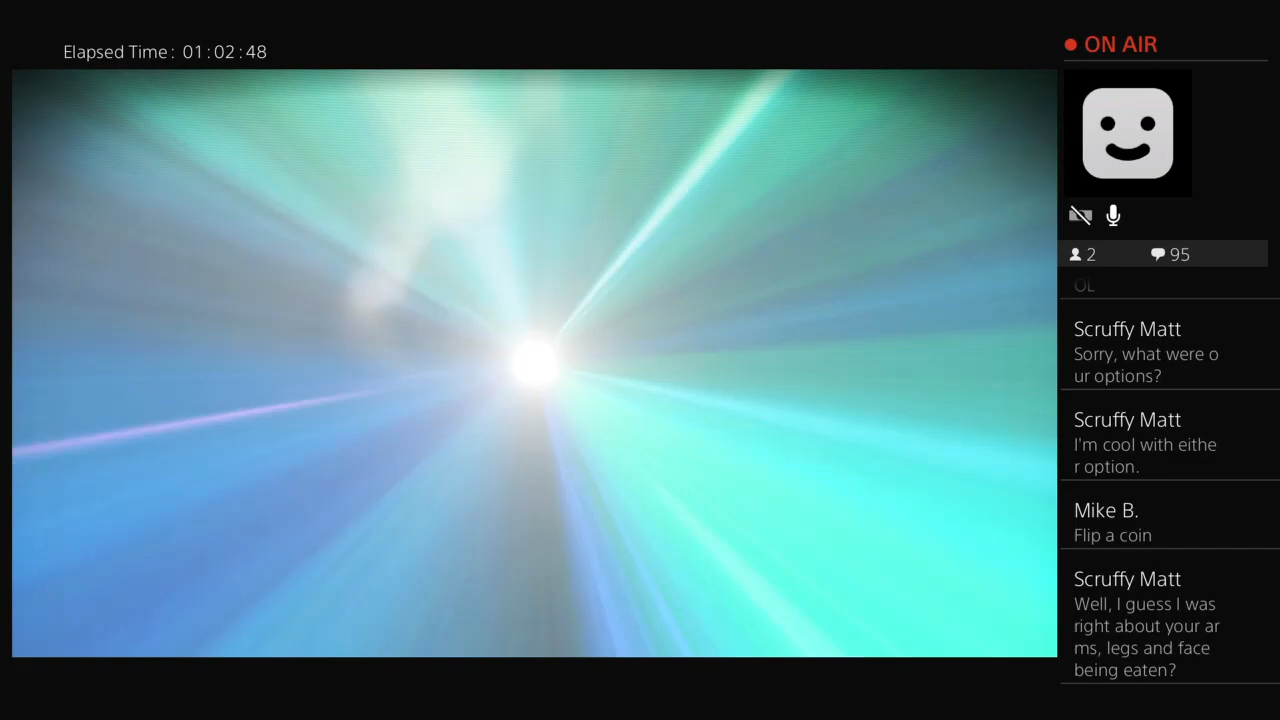 Elapsed Time: 01:02:48
ON AIR
2 95
OL
Scruffy Matt
Sorry, what were o
ur options?
Scruffy Matt
I'm cool with eithe
r option.
Mike B.
Flip a coin
Scruffy Matt
Well, I guess I was
right about your ar
ms, legs and face
being eaten?